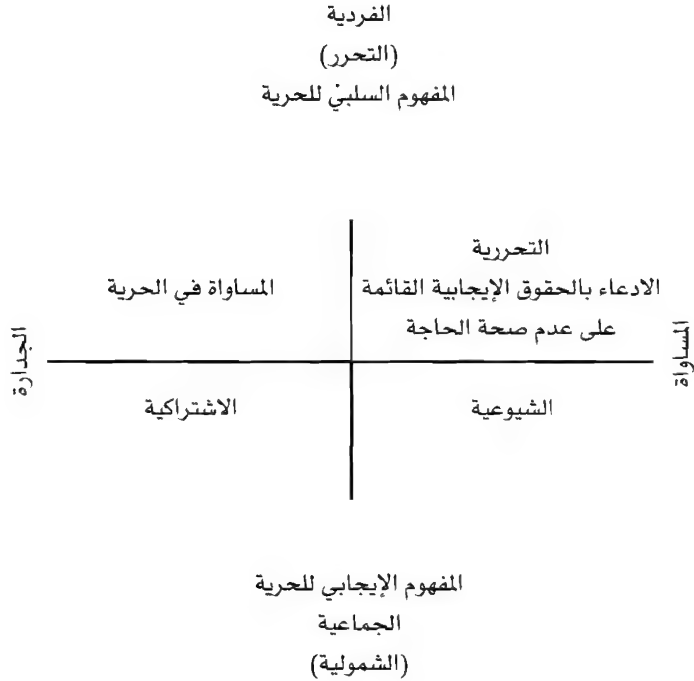 الفردية
(التحرر)
المفهوم السلبيّ للحرية
التحررية
الادعاء بالحقوق الإيجابية القائمة
على عدم صحة الحاجة
المساواة في الحرية
المساواة
الجدارة
الشيوعية
الاشتراكية
المفهوم الإيجابي للحرية
الجماعية
(الشمولية)